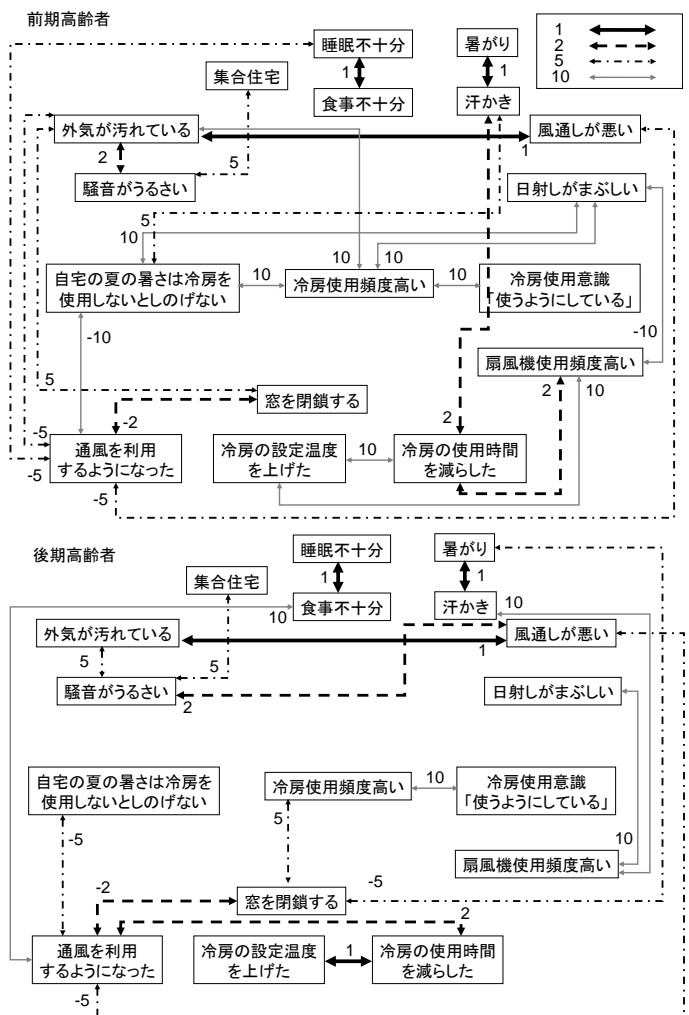 前期高齢者
1
2
5
10
睡眠不十分
暑がり
集合住宅
1
1
食事不十分
汗かき
外気が汚れている
風通しが悪い
1
2
5
騒音がうるさい
日射しがまぶしい
5
10
10
10
自宅の夏の暑さは冷房を
使用しないとしのげない
10
冷房使用頻度高い
10
冷房使用意識
「使うようにしている」
-10
-10
扇風機使用頻度高い
5
窓を閉鎖する
2
10
-2
2
-5
-5
通風を利用
するようになった
冷房の設定温度
を上げた
10
冷房の使用時間
を減らした
-5
後期高齢者
睡眠不十分
暑がり
集合住宅
1
1
食事不十分
汗かき
10
10
外気が汚れている
風通しが悪い
1
5
5
騒音がうるさい
2
日射しがまぶしい
自宅の夏の暑さは冷房を
使用しないとしのげない
冷房使用頻度高い
10
冷房使用意識
「使うようにしている」
5
-5
10
扇風機使用頻度高い
-5
-2
窓を閉鎖する
2
通風を利用
するようになった
冷房の設定温度
を上げた
1
冷房の使用時間
を減らした
-5